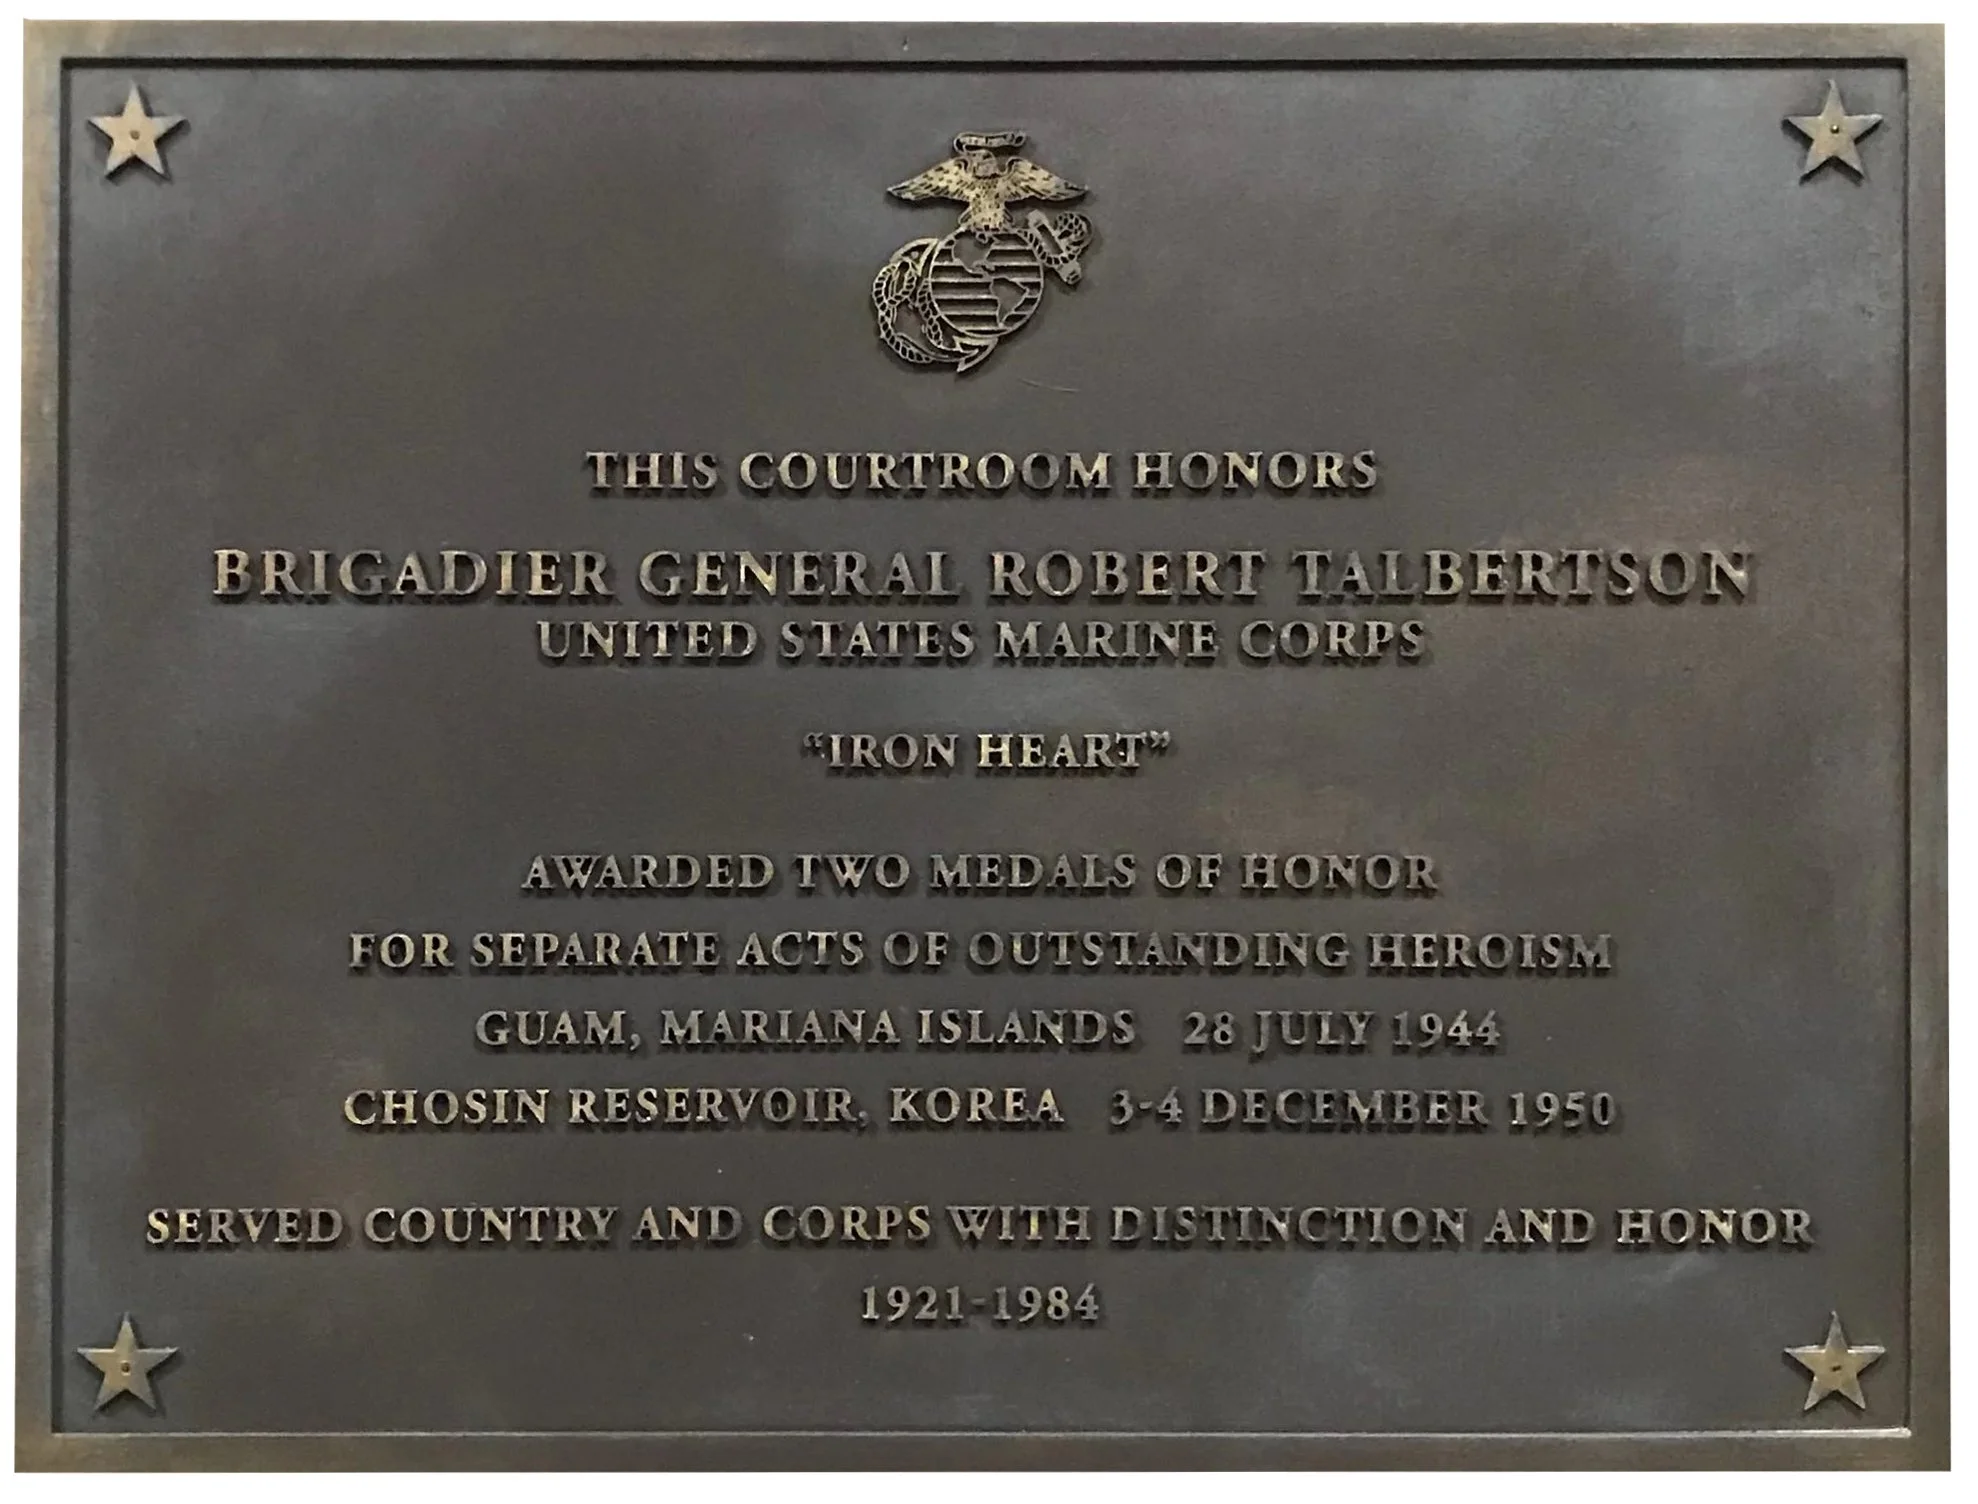 THIS COURTROOM HONORS
BRIGADIER GENERAL ROBERT TALBERTSON
UNITED STATES MARINE CORPS
“IRON HEART”
AWARDED TWO MEDALS OF HONOR
FOR SEPARATE ACTS OF OUTSTANDING HEROISM
GUAM, MARIANA ISLANDS 28 JULY 1944
CHOSIN RESERVOIR, KOREA 3-4 DECEMBER 1950
SERVED COUNTRY AND CORPS WITH DISTINCTION AND HONOR
1921-1984